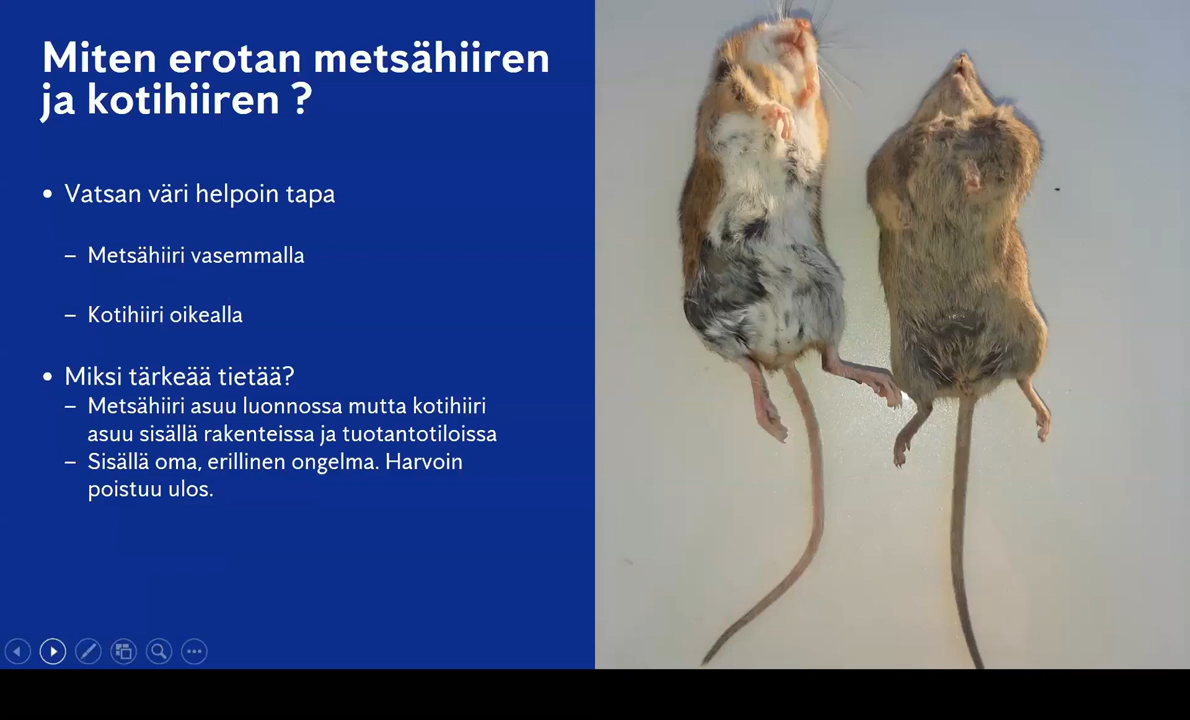 Miten erotan metsähiiren
ja kotihiiren ?
• Vatsan väri helpoin tapa
– Metsähiiri vasemmalla
– Kotihiiri oikealla
• Miksi tärkeää tietää?
– Metsähiiri asuu luonnossa mutta kotihiiri
asuu sisällä rakenteissa ja tuotantotiloissa
– Sisällä oma, erillinen ongelma. Harvoin
poistuu ulos.